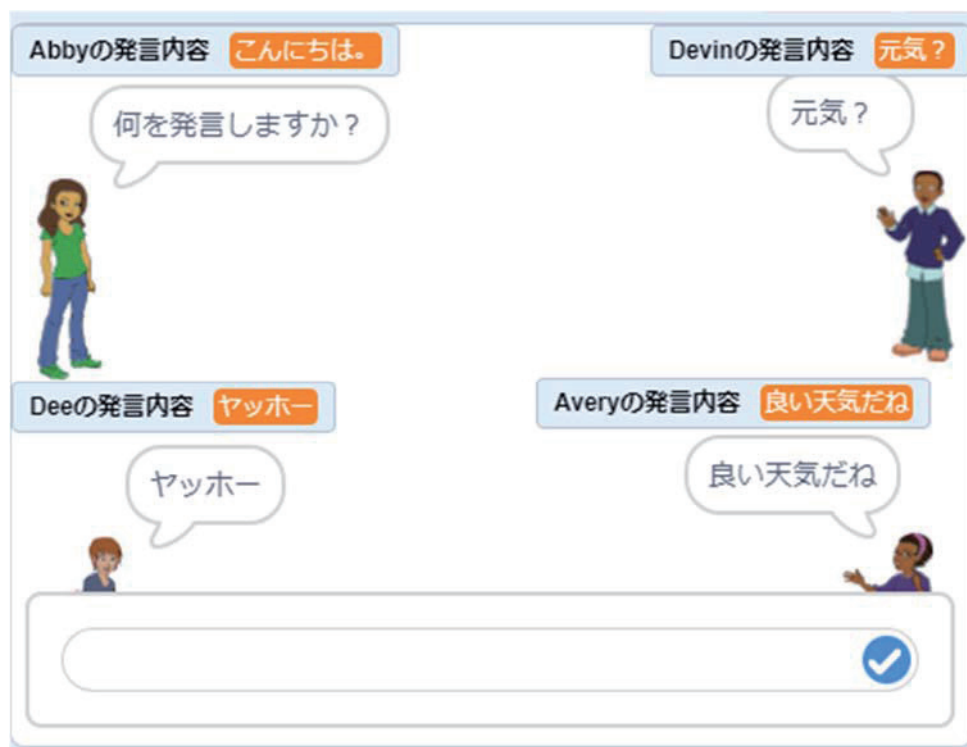 Abbyの発言内容 こんにちは。
Devinの発言内容 元気？
何を発言しますか？
元気？
Deeの発言内容 ヤッホー
Averyの発言内容 良い天気だね
ヤッホー
良い天気だね